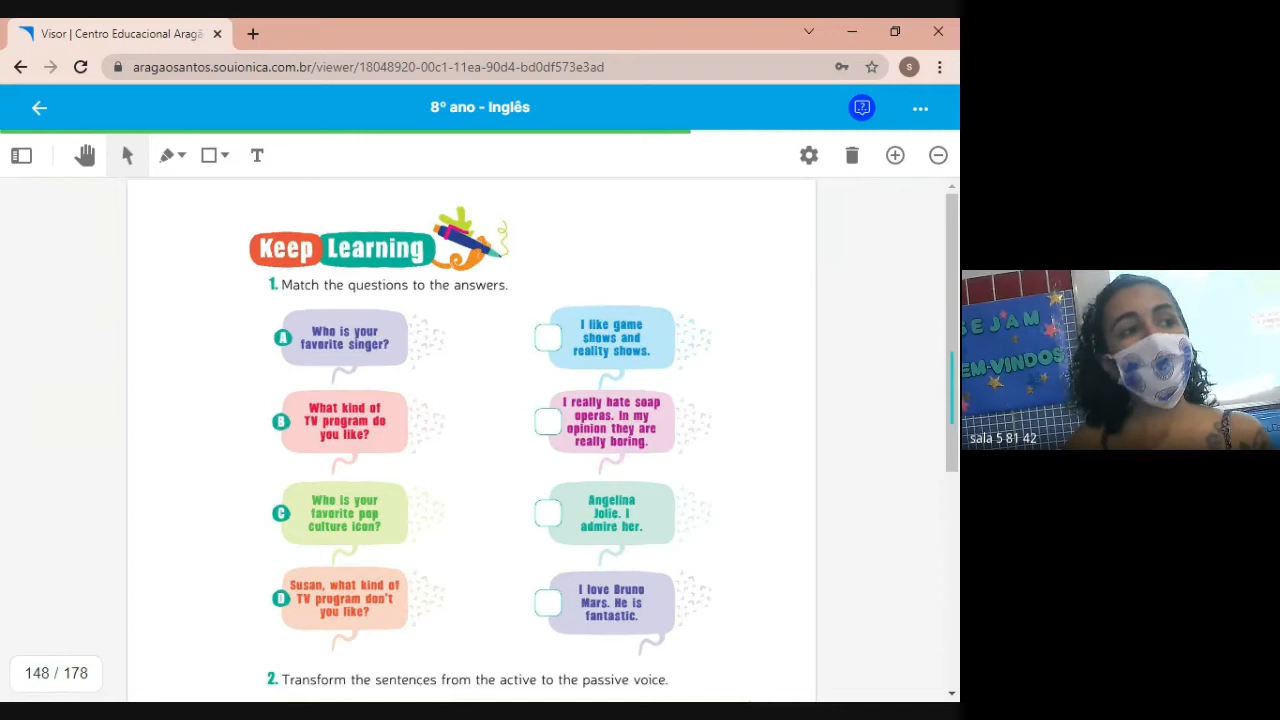 Visor | Centro Educacional Aragã
aragaosantos.souionica.com.br/viewer/18048920-00c1-11ea-90d4-bd0df573e3ad
S
8º ano - Inglês
?
T
Keep Learning
1. Match the questions to the answers.
A
Who is your
favorite singer?
I like game
shows and
reality shows.
B
What kind of
TV program do
you like?
I really hate soap
operas. In my
opinion they are
really boring.
C
Who is your
favorite pop
culture icon?
Angelina
Jolie. I
admire her.
D
Susan, what kind of
TV program don't
you like?
I love Bruno
Mars. He is
fantastic.
2. Transform the sentences from the active to the passive voice.
148 / 178
SEJAM
BEM-VINDOS
sala 5 81 42